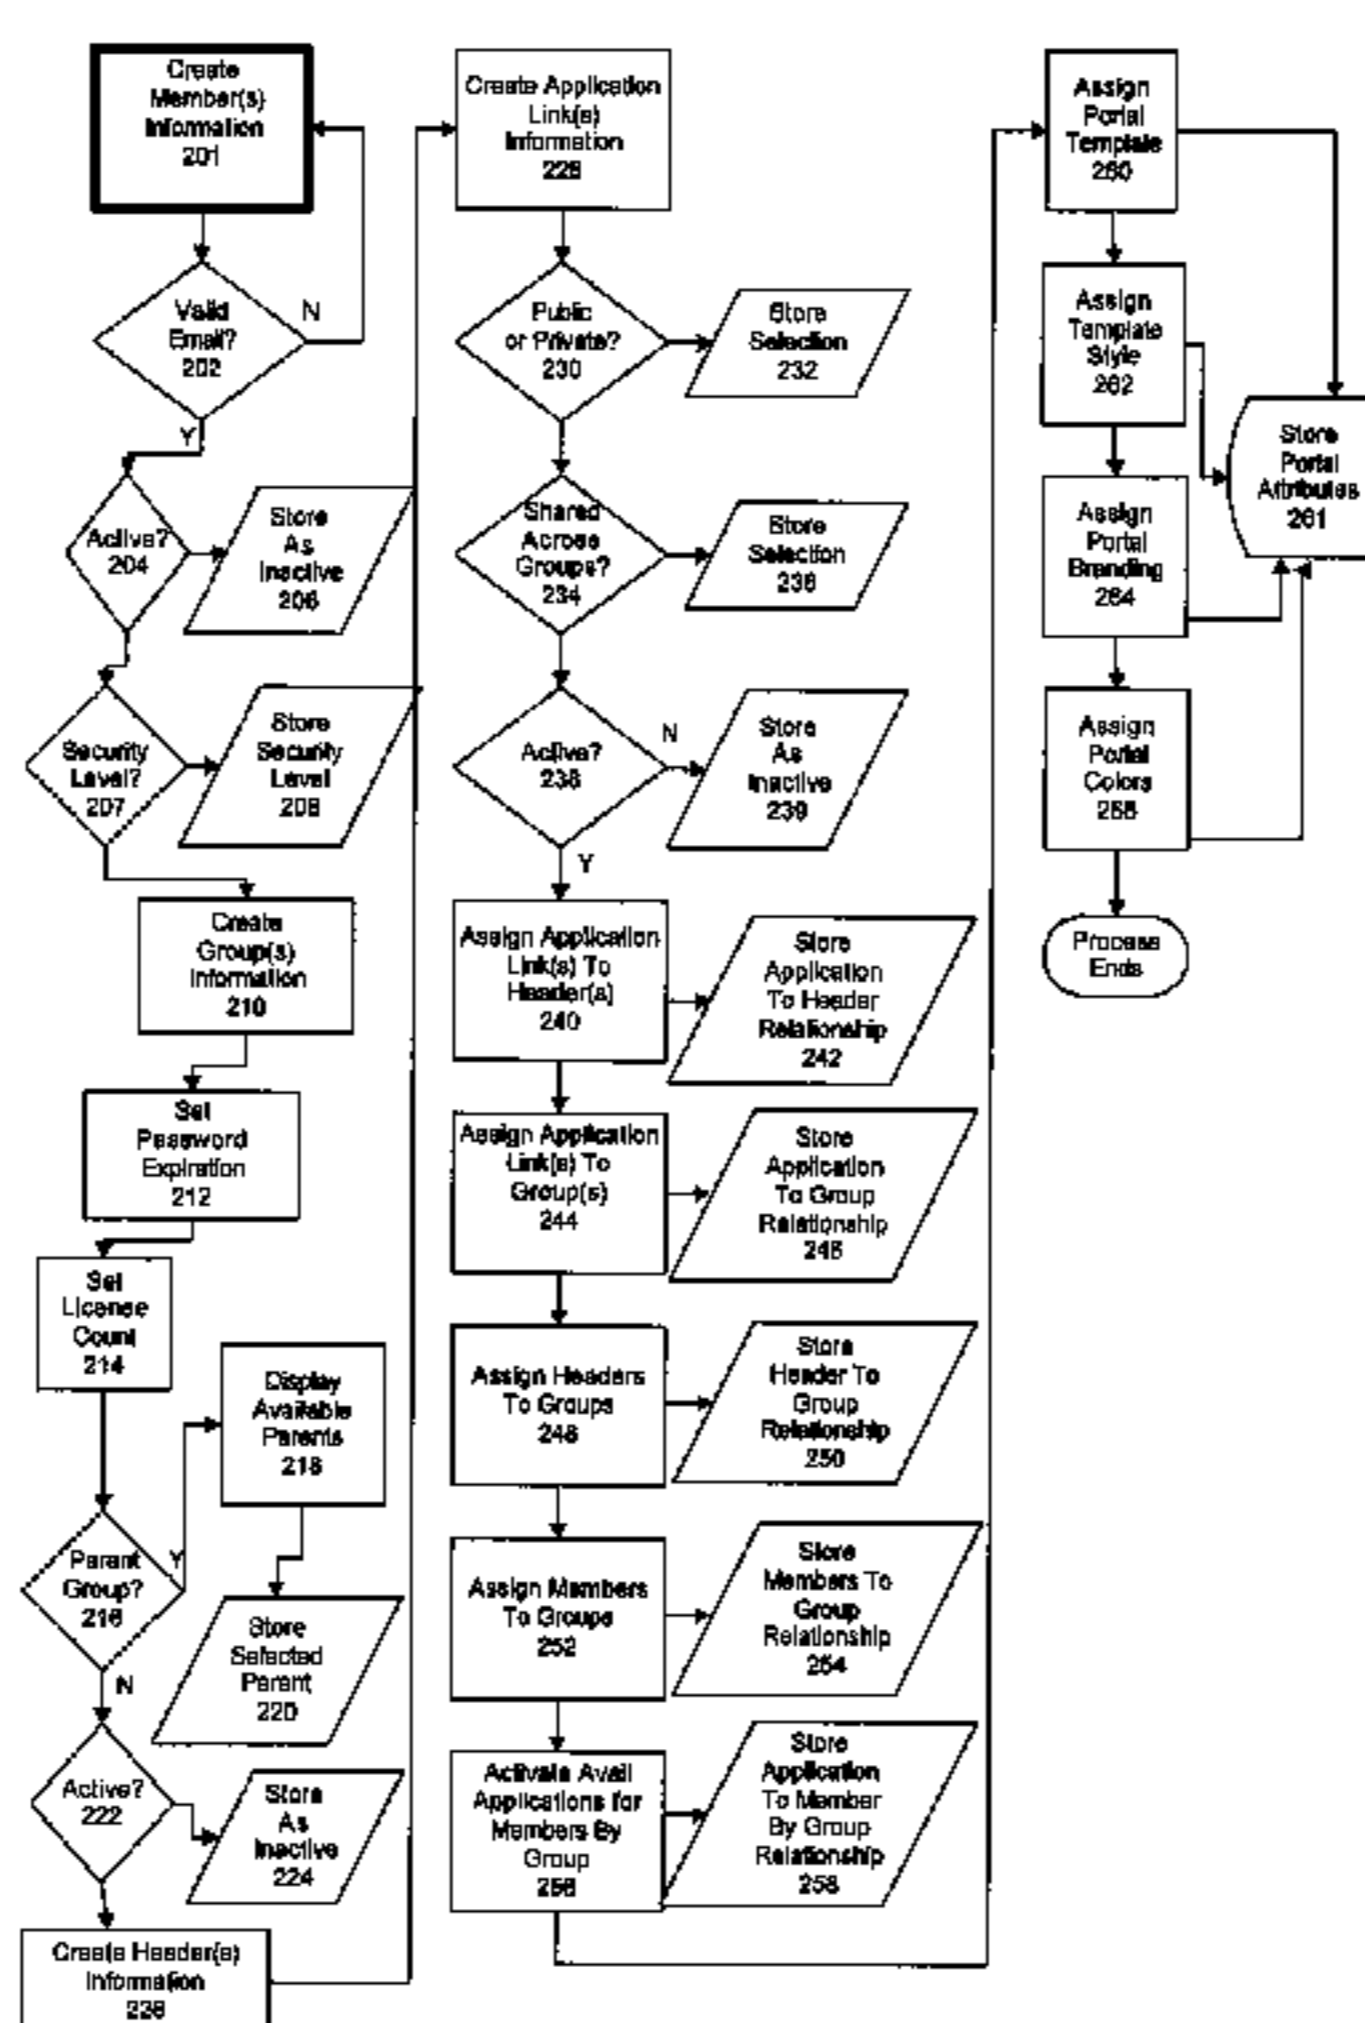 Create
Member(s)
Information
201
Valid
Email?
202
N
Y
Active?
204
Store
As
Inactive
206
Security
Level?
207
Store
Security
Level
208
Create
Group(s)
Information
210
Set
Password
Expiration
212
Set
License
Count
214
Display
Available
Parents
218
Parent
Group?
216
Y
N
Store
Selected
Parent
220
Active?
222
Store
As
Inactive
224
Create Header(s)
Information
Create Application
Link(s)
Information
Public
or Private?
230
Store
Selection
232
Shared
Across
Groups?
234
Store
Selection
236
Active?
238
N
Y
Store
As
Inactive
239
Assign Application
Link(s) To
Header(s)
240
Store
Application
To Header
Relationship
242
Assign Application
Link(s) To
Group(s)
244
Store
Application
To Group
Relationship
246
Assign Headers
To Groups
248
Store
Header To
Group
Relationship
250
Assign Members
To Groups
252
Store
Members To
Group
Relationship
254
Activate Avail
Applications for
Members By
Group
256
Store
Application
To Member
By Group
Relationship
258
Assign
Portal
Template
260
Assign
Template
Style
262
Store
Portal
Attributes
261
Assign
Portal
Branding
264
Assign
Portal
Colors
Process
Ends